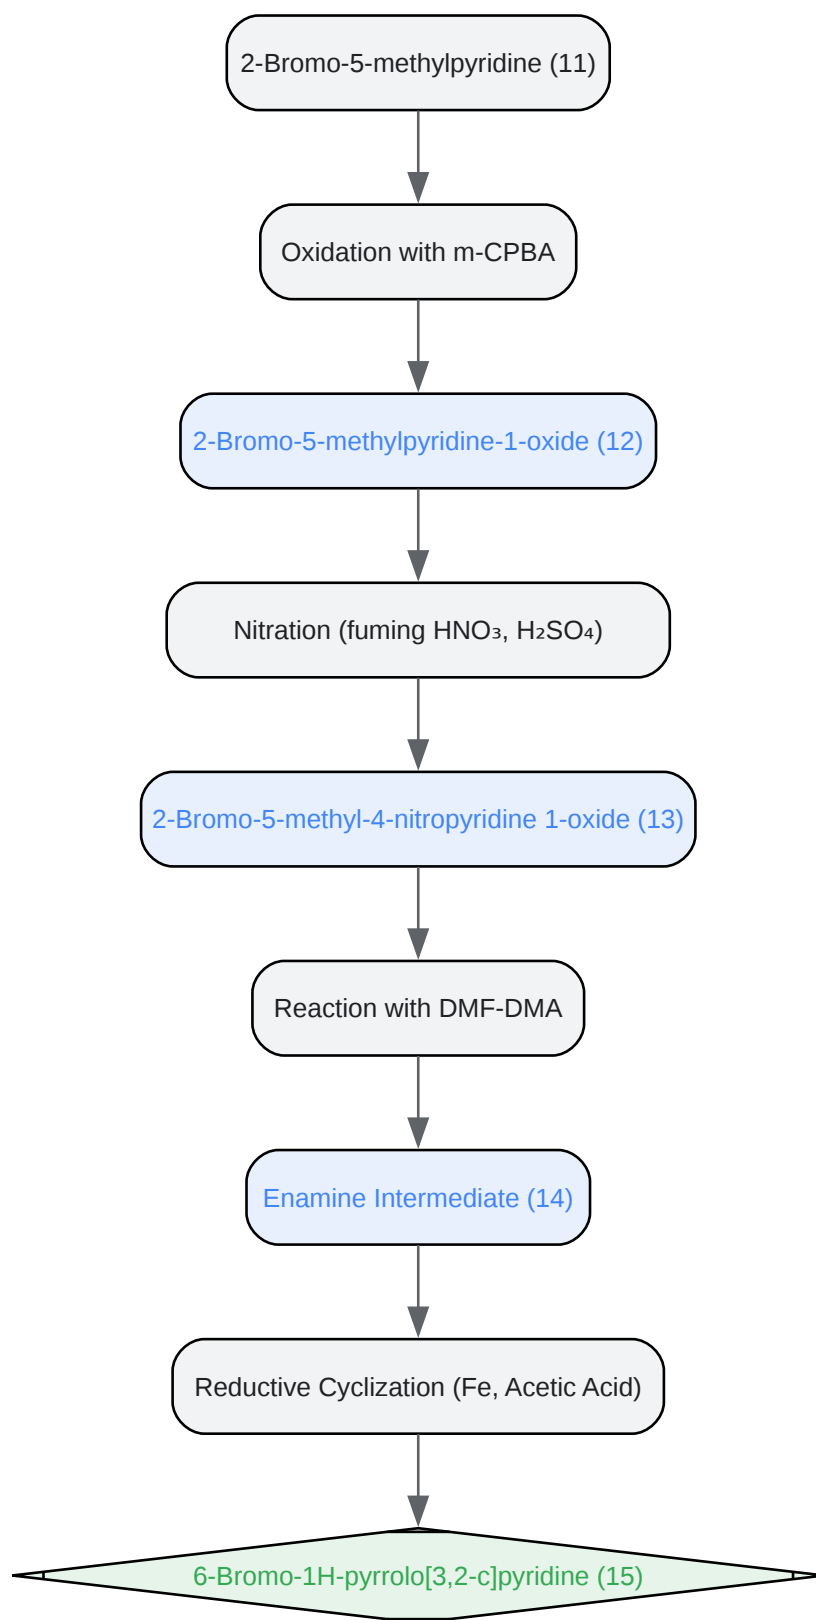 2-Bromo-5-methylpyridine (11)
Oxidation with m-CPBA
2-Bromo-5-methylpyridine-1-oxide (12)
Nitration (fuming HNO₃, H₂SO₄)
2-Bromo-5-methyl-4-nitropyridine 1-oxide (13)
Reaction with DMF-DMA
Enamine Intermediate (14)
Reductive Cyclization (Fe, Acetic Acid)
6-Bromo-1H-pyrrolo[3,2-c]pyridine (15)